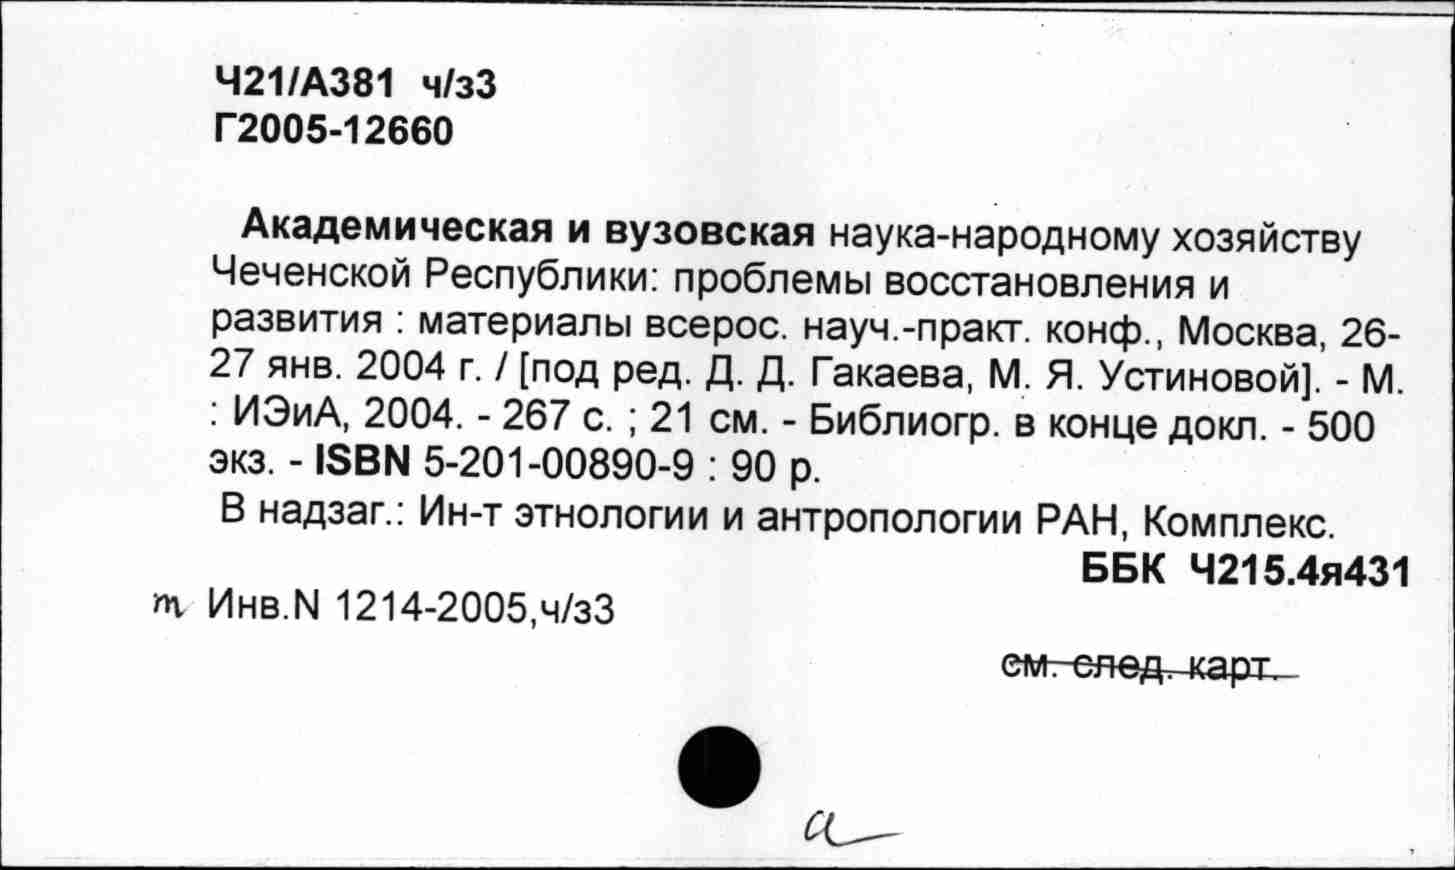 Ч21/А381 ч/з3
Г2005-12660
Академическая и вузовская наука-народному хозяйству
Чеченской Республики: проблемы восстановления и
развития : материалы всерос. науч.-практ. конф., Москва, 26-
27 янв. 2004 г. / [под ред. Д. Д. Гакаева, М. Я. Устиновой]. - М.
: ИЭиА, 2004. - 267 с. ; 21 см. - Библиогр. в конце докл. - 500
экз. - ISBN 5-201-00890-9 : 90 р.
В надзаг.: Ин-т этнологии и антропологии РАН, Комплекс.
ББК Ч215.4я431
т Инв.N 1214-2005,ч/з3
см. след. карт.
а